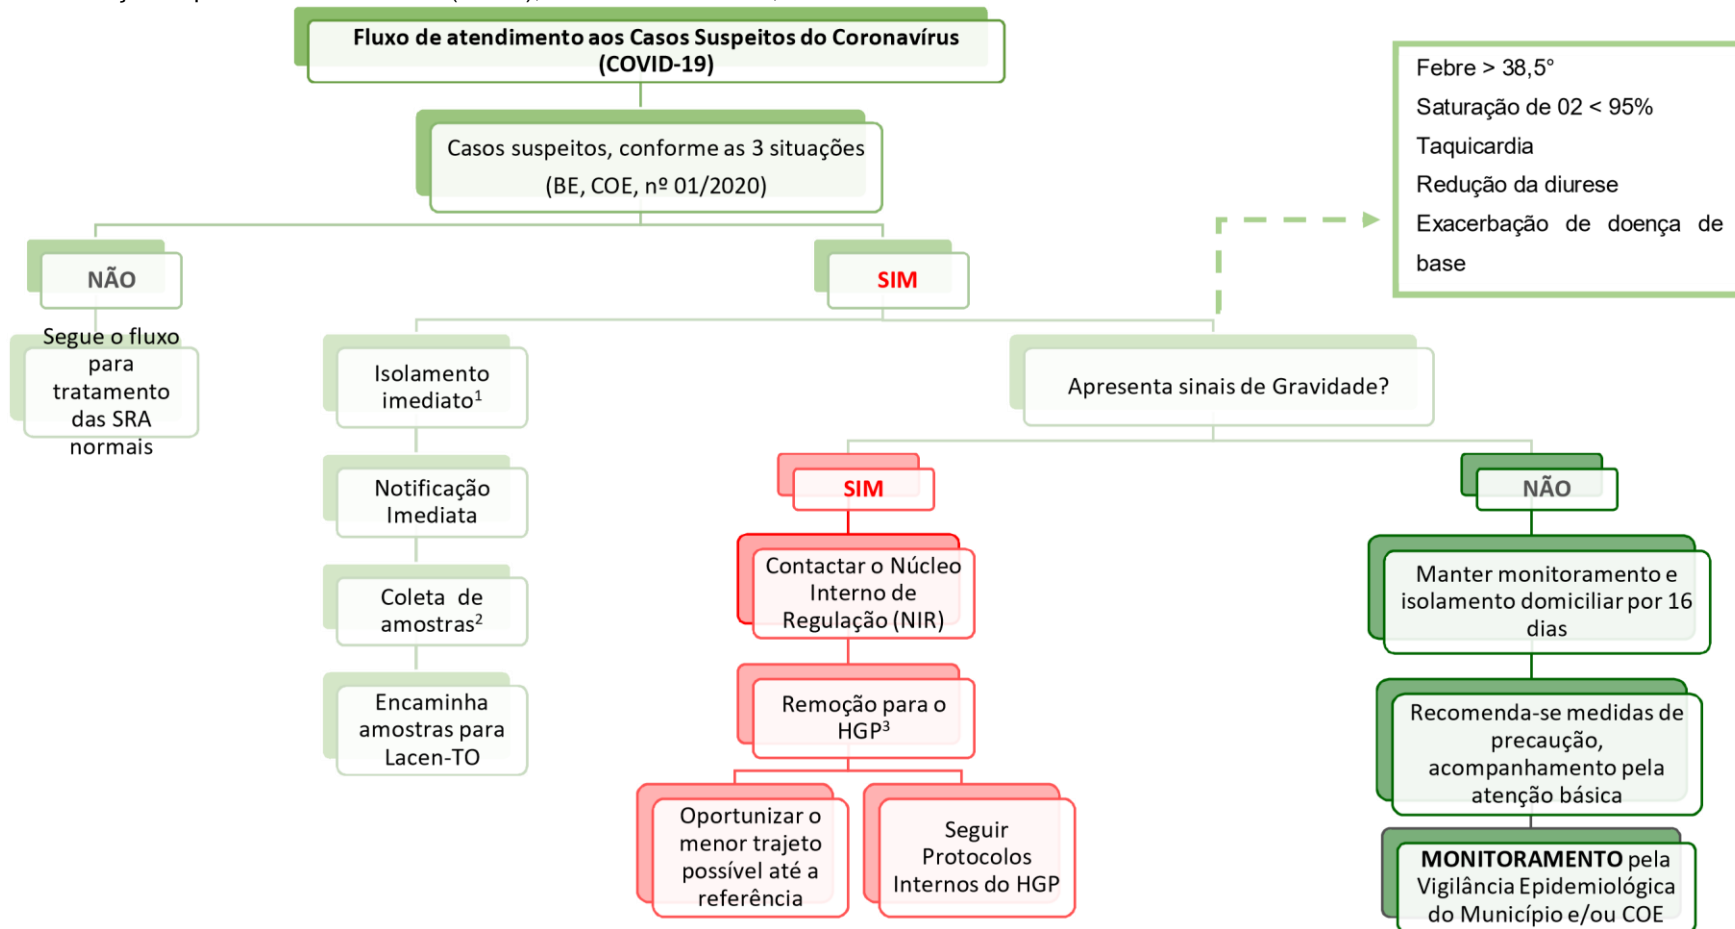 Fluxo de atendimento aos Casos Suspeitos do Coronavírus
(COVID-19)
Febre > 38,5°
Saturação de 02 < 95%
Taquicardia
Redução da diurese
Exacerbação de doença de
base
Casos suspeitos, conforme as 3 situações
(BE, COE, nº 01/2020)
NÃO
SIM
Segue o fluxo
para
tratamento
das SRA
normais
Isolamento
imediato¹
Notificação
Imediata
Coleta de
amostras²
Encaminha
amostras para
Lacen-TO
Apresenta sinais de Gravidade?
SIM
Contactar o Núcleo
Interno de
Regulação (NIR)
Remoção para o
HGP³
Oportunizar o
menor trajeto
possível até a
referência
Seguir
Protocolos
Internos do HGP
NÃO
Manter monitoramento e
isolamento domiciliar por 16
dias
Recomenda-se medidas de
precaução,
acompanhamento pela
atenção básica
MONITORAMENTO pela
Vigilância Epidemiológica
do Município e/ou COE